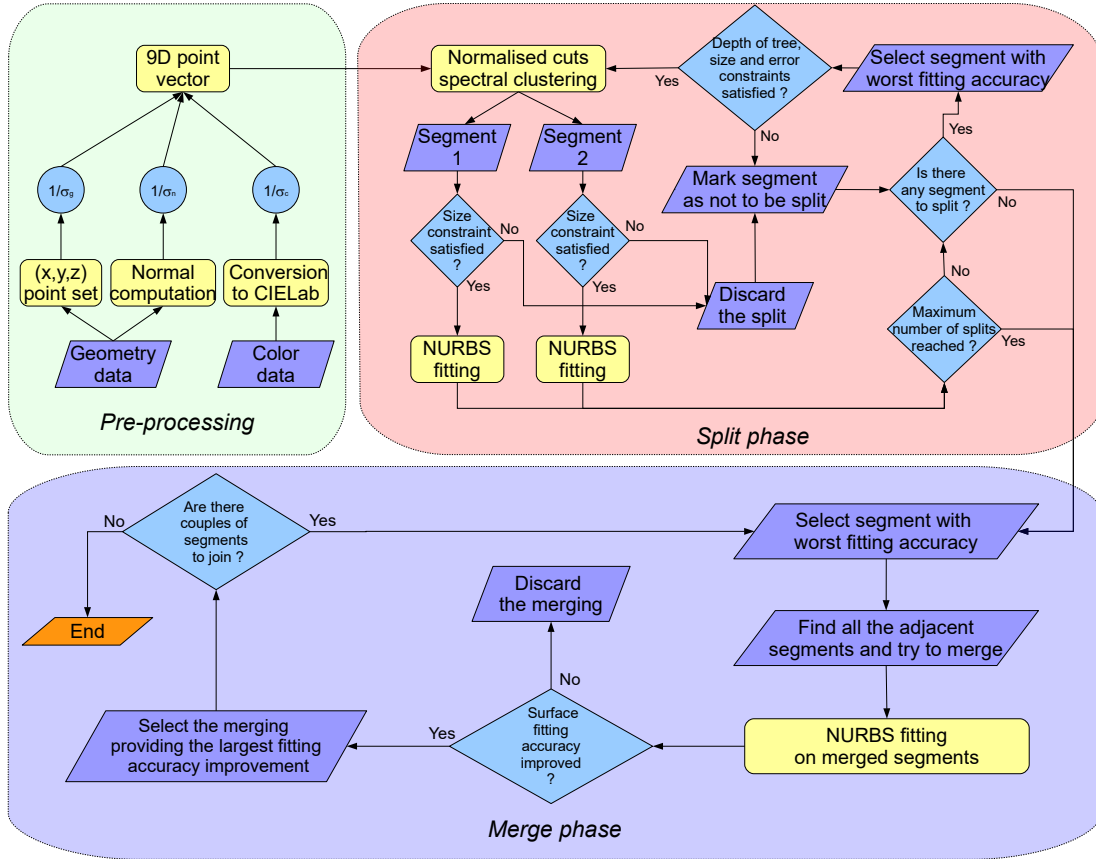 9D point
vector
1/σg
1/σn
1/σc
(x,y,z)
point set
Normal
computation
Conversion
to CIELab
Geometry
data
Color
data
Pre-processing
Normalised cuts
spectral clustering
Yes
Depth of tree,
size and error
constraints
satisfied ?
Select segment with
worst fitting accuracy
No
Yes
Segment
1
Segment
2
Mark segment
as not to be split
Is there
any segment
to split ?
No
Size
constraint
satisfied
?
No
Yes
Size
constraint
satisfied
?
No
Yes
Discard
the split
No
Maximum
number of splits
reached ?
Yes
NURBS
fitting
NURBS
fitting
Split phase
No
Are there
couples of
segments
to join ?
Yes
Select segment with
worst fitting accuracy
Discard
the merging
End
Find all the adjacent
segments and try to merge
No
Select the merging
providing the largest fitting
accuracy improvement
Yes
Surface
fitting
accuracy
improved
?
NURBS fitting
on merged segments
Merge phase